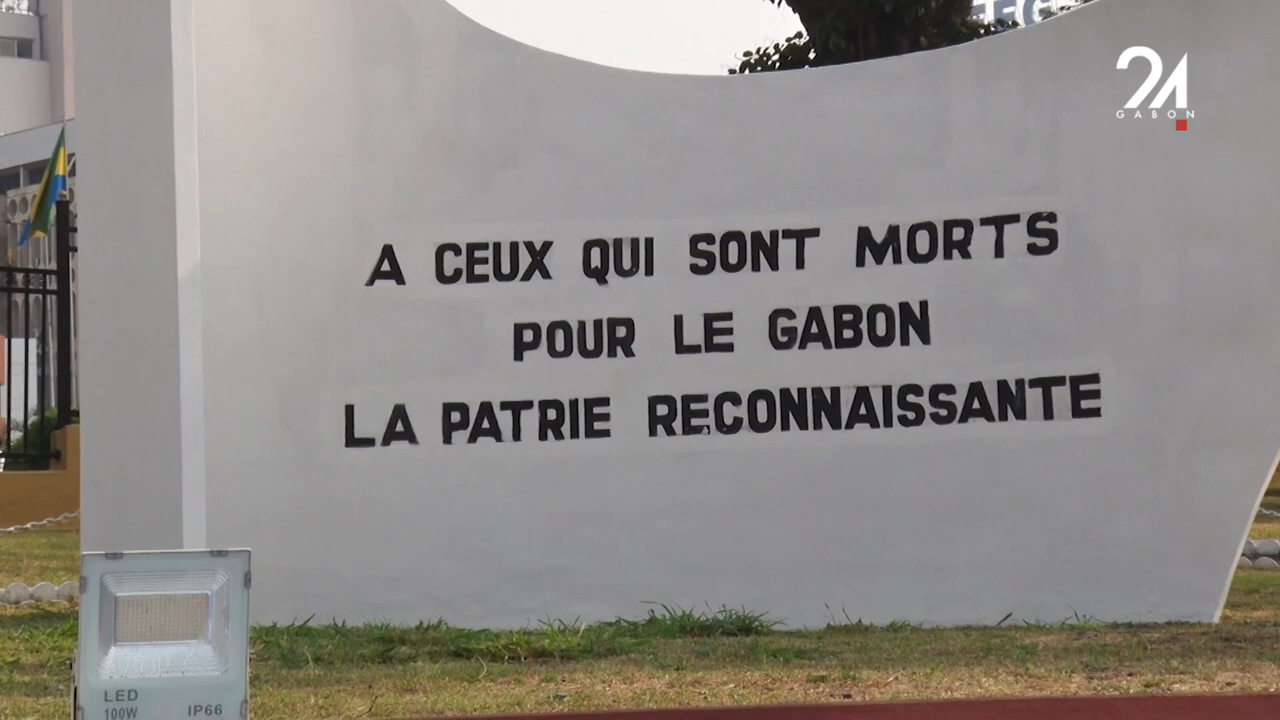 24
GABON
A CEUX QUI SONT MORTS
POUR LE GABON
LA PATRIE RECONNAISSANTE
LED
100W IP66